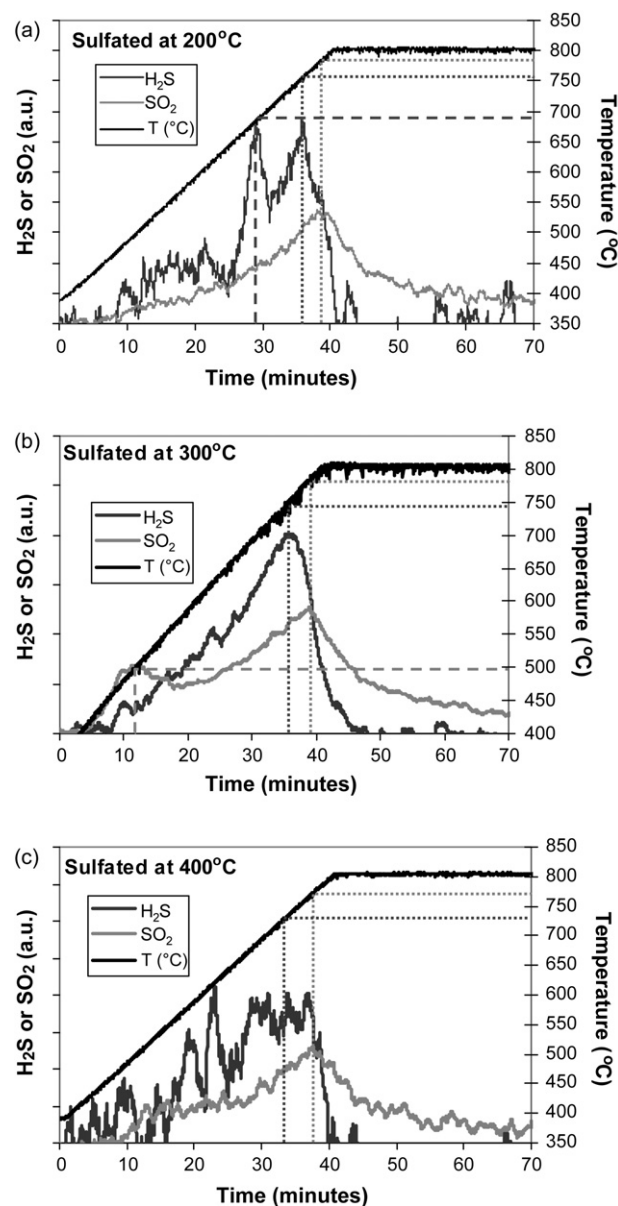 (a)
Sulfated at 200°C
H₂S
SO₂
T (°C)
H₂S or SO₂ (a.u.)
850
800
750
700
650
600
550
500
450
400
350
Temperature (°C)
0 10 20 30 40 50 60 70
Time (minutes)
(b)
Sulfated at 300°C
H₂S
SO₂
T (°C)
H₂S or SO₂ (a.u.)
850
800
750
700
650
600
550
500
450
400
Temperature (°C)
0 10 20 30 40 50 60 70
Time (minutes)
(c)
Sulfated at 400°C
H₂S
SO₂
T (°C)
H₂S or SO₂ (a.u.)
850
800
750
700
650
600
550
500
450
400
350
Temperature (°C)
0 10 20 30 40 50 60 70
Time (minutes)